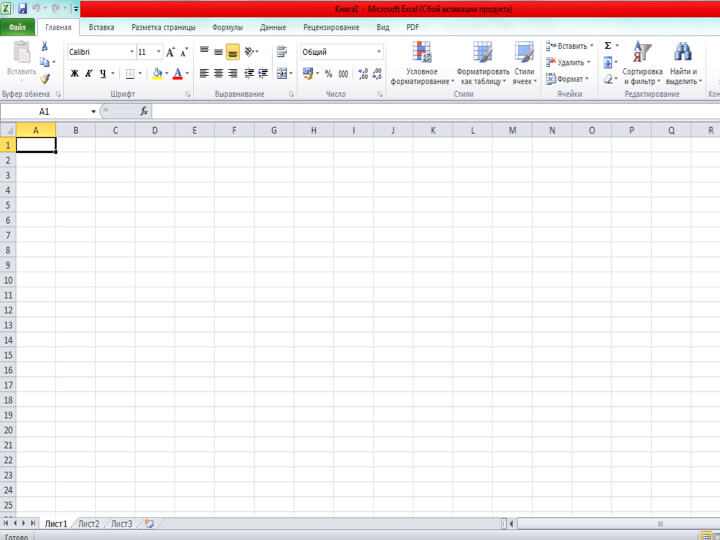 Книга1 - Microsoft Excel (Сбой активации продукта)
Файл Главная Вставка Разметка страницы Формулы Данные Рецензирование Вид PDF
Calibri 11 Общий Вставить Σ
Вставить Ж К Ч % 000 Условное форматирование Форматировать как таблицу Стили ячеек Удалить Сортировка и фильтр Найти и выделить
Формат
Буфер обмена Шрифт Выравнивание Число Стили Ячейки Редактирование
A1 fx
A B C D E F G H I J K L M N O P Q R
1
2
3
4
5
6
7
8
9
10
11
12
13
14
15
16
17
18
19
20
21
22
23
24
25
Лист1 Лист2 Лист3
Готово